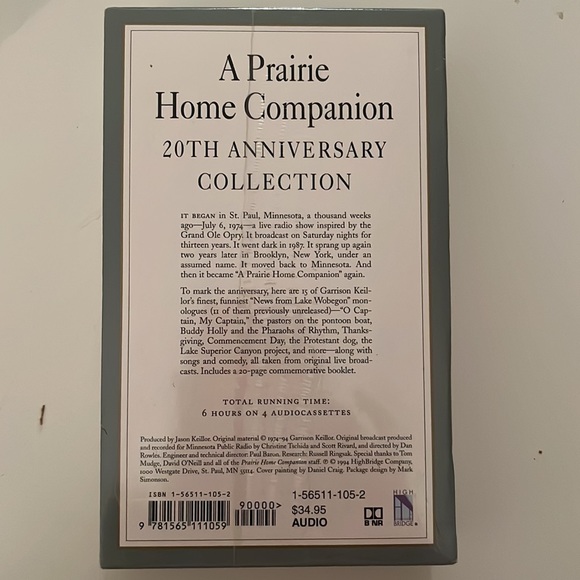 A Prairie
Home Companion
20TH ANNIVERSARY
COLLECTION
IT BEGAN in St. Paul, Minnesota, a thousand weeks
ago—July 6, 1974—a live radio show inspired by the
Grand Ole Opry. It broadcast on Saturday nights for
thirteen years. It went dark in 1987. It sprang up again
two years later in Brooklyn, New York, under an
assumed name. It moved back to Minnesota. And
then it became "A Prairie Home Companion" again.
To mark the anniversary, here are 15 of Garrison Keil-
lor's finest, funniest "News from Lake Wobegon" mon-
ologues (11 of them previously unreleased)—"O Cap-
tain, My Captain," the pastors on the pontoon boat,
Buddy Holly and the Pharaohs of Rhythm, Thanks-
giving, Commencement Day, the Protestant dog, the
Lake Superior Canyon project, and more—along with
songs and comedy, all taken from original live broad-
casts. Includes a 20-page commemorative booklet.
TOTAL RUNNING TIME:
6 HOURS ON 4 AUDIOCASSETTES
Produced by Jason Keillor. Original material © 1974-94 Garrison Keillor. Original broadcast produced
and recorded for Minnesota Public Radio by Christine Tschida and Scott Rivard, and directed by Dan
Rowles. Engineer and technical director: Paul Baron. Research: Russell Ringsak. Special thanks to Tom
Mudge, David O'Neill and all of the Prairie Home Companion staff. ℗ © 1994 HighBridge Company,
1000 Westgate Drive, St. Paul, MN 55114. Cover painting by Daniel Craig. Package design by Mark
Simonson.
ISBN 1-56511-105-2
90000>
9 781565 111059
1-56511-105-2
$34.95
AUDIO
B NR
HIGH
BRIDGE